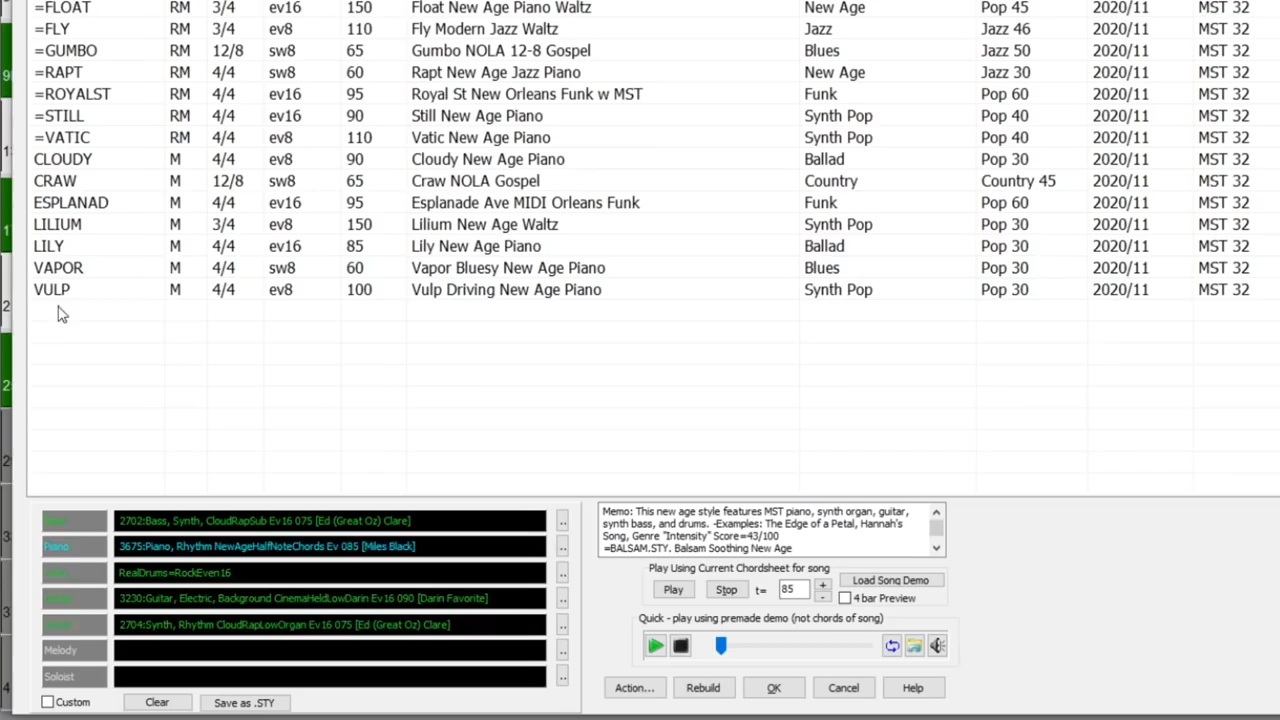 =FLOAT RM 3/4 ev16 150 Float New Age Piano Waltz New Age Pop 45 2020/11 MST 32
=FLY RM 3/4 ev8 110 Fly Modern Jazz Waltz Jazz Jazz 46 2020/11 MST 32
=GUMBO RM 12/8 sw8 65 Gumbo NOLA 12-8 Gospel Blues Jazz 50 2020/11 MST 32
=RAPT RM 4/4 sw8 60 Rapt New Age Jazz Piano New Age Jazz 30 2020/11 MST 32
=ROYALST RM 4/4 ev16 95 Royal St New Orleans Funk w MST Funk Pop 60 2020/11 MST 32
=STILL RM 4/4 ev16 90 Still New Age Piano Synth Pop Pop 40 2020/11 MST 32
=VATIC RM 4/4 ev8 110 Vatic New Age Piano Synth Pop Pop 40 2020/11 MST 32
CLOUDY M 4/4 ev8 90 Cloudy New Age Piano Ballad Pop 30 2020/11 MST 32
CRAW M 12/8 sw8 65 Craw NOLA Gospel Country Country 45 2020/11 MST 32
ESPLANAD M 4/4 ev16 95 Esplanade Ave MIDI Orleans Funk Funk Pop 60 2020/11 MST 32
LILIUM M 3/4 ev8 150 Lilium New Age Waltz Synth Pop Pop 30 2020/11 MST 32
LILY M 4/4 ev16 85 Lily New Age Piano Ballad Pop 30 2020/11 MST 32
VAPOR M 4/4 sw8 60 Vapor Bluesy New Age Piano Blues Pop 30 2020/11 MST 32
VULP M 4/4 ev8 100 Vulp Driving New Age Piano Synth Pop Pop 30 2020/11 MST 32
2702:Bass, Synth, CloudRapSub Ev16 075 [Ed (Great Oz) Clare] ..
Piano 3675:Piano, Rhythm NewAgeHalfNoteChords Ev 085 [Miles Black] ..
RealDrums=RockEven16 ..
3230:Guitar, Electric, Background CinemaHeldLowDarin Ev16 090 [Darin Favorite] ..
2704:Synth, Rhythm CloudRapLowOrgan Ev16 075 [Ed (Great Oz) Clare] ..
Melody ..
Soloist ..
Custom Clear Save as .STY
Memo: This new age style features MST piano, synth organ, guitar,
synth bass, and drums. -Examples: The Edge of a Petal, Hannah's
Song, Genre "Intensity" Score=43/100
=BALSAM.STY. Balsam Soothing New Age
Play Using Current Chordsheet for song
Play Stop t= 85 + - Load Song Demo
4 bar Preview
Quick - play using premade demo (not chords of song)
Action... Rebuild OK Cancel Help